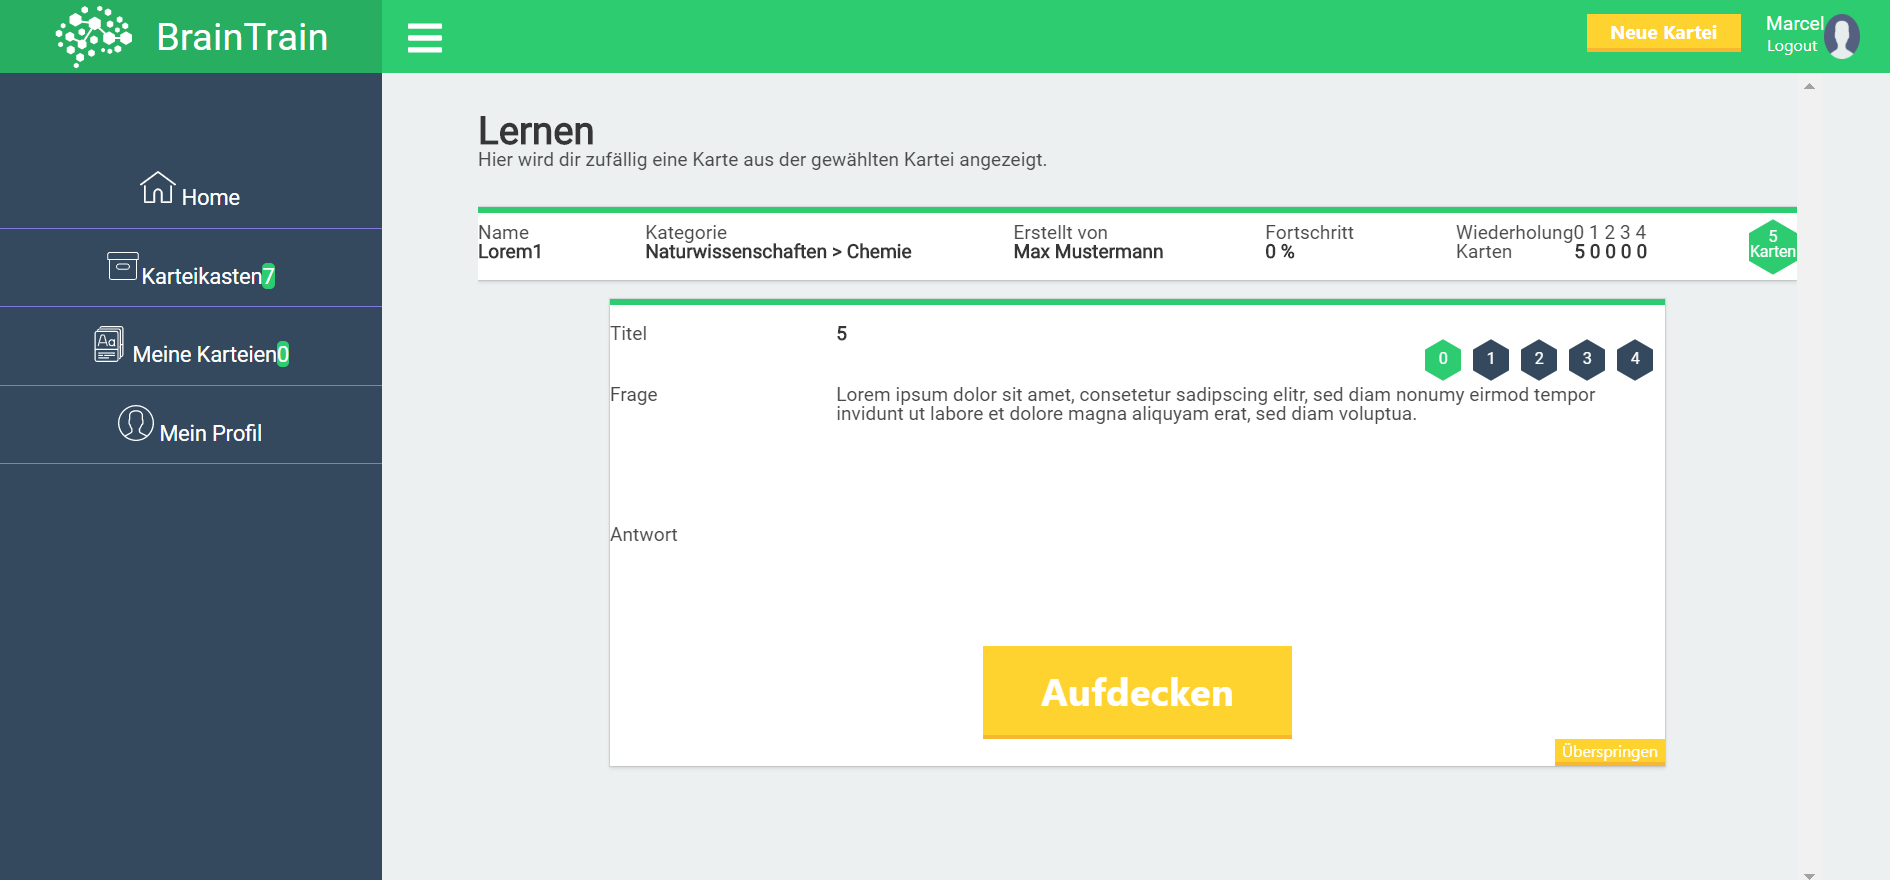 BrainTrain
Neue Kartei
Marcel
Logout
Home
Karteikasten7
Aa
Meine Karteien0
Mein Profil
Lernen
Hier wird dir zufällig eine Karte aus der gewählten Kartei angezeigt.
Name Kategorie Erstellt von Fortschritt Wiederholung0 1 2 3 4
Lorem1 Naturwissenschaften > Chemie Max Mustermann 0 % Karten 5 0 0 0 0
5
Karten
Titel 5
0 1 2 3 4
Frage Lorem ipsum dolor sit amet, consetetur sadipscing elitr, sed diam nonumy eirmod tempor
invidunt ut labore et dolore magna aliquyam erat, sed diam voluptua.
Antwort
Aufdecken
Überspringen